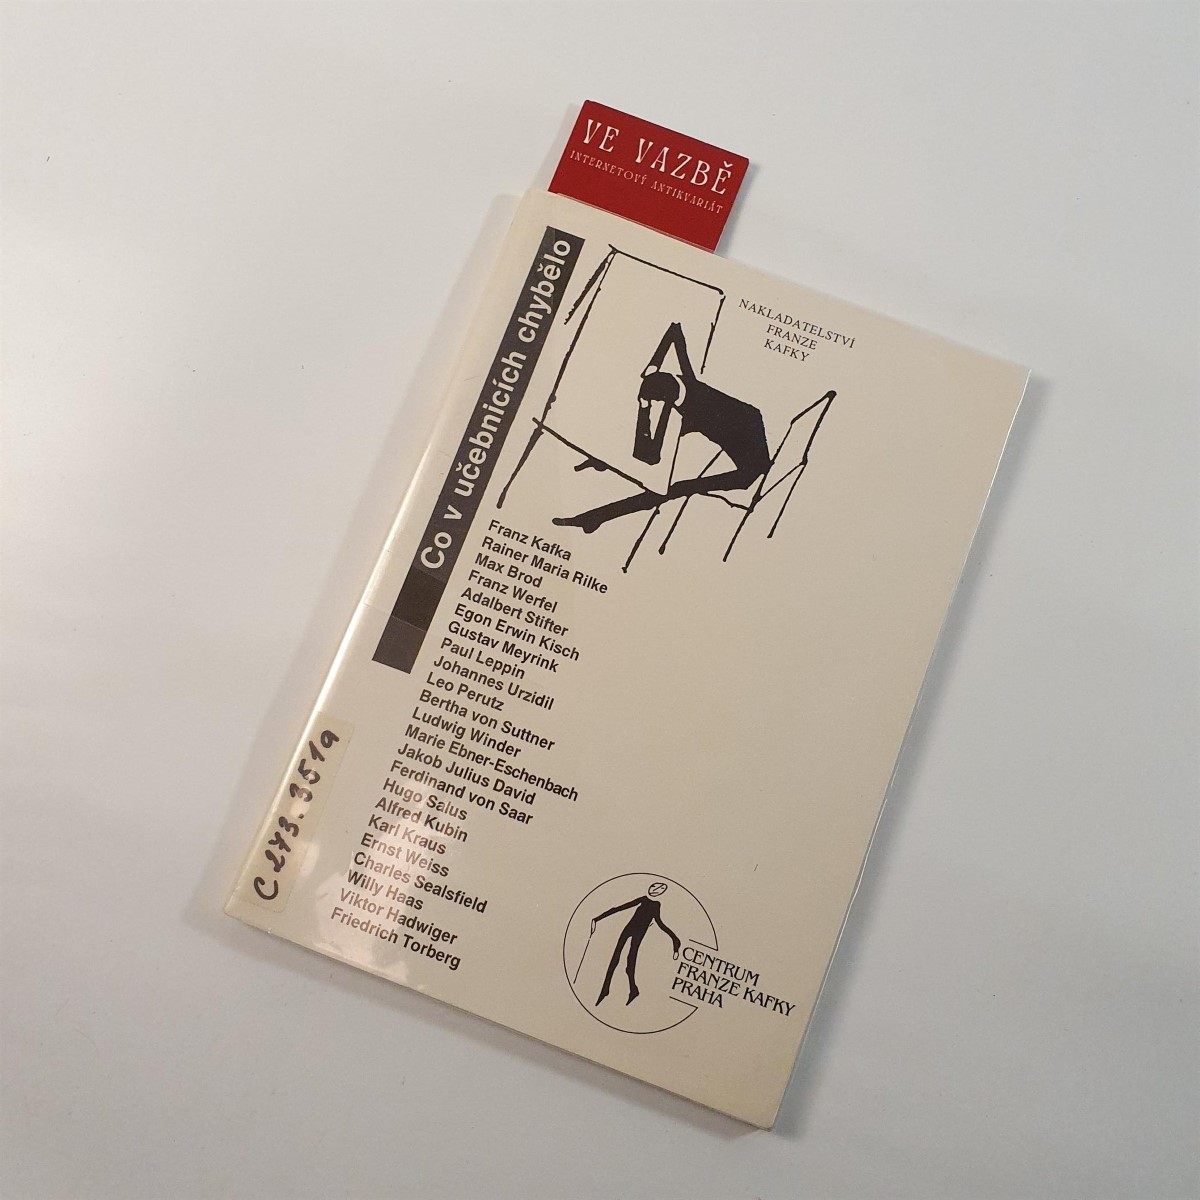 VE VAZBĚ
INTERNETOVÝ ANTIKVARIÁT
Co v učebnicích chybělo
NAKLADATELSTVÍ
FRANZE
KAFKY
Franz Kafka
Rainer Maria Rilke
Max Brod
Franz Werfel
Adalbert Stifter
Egon Erwin Kisch
Gustav Meyrink
Paul Leppin
Johannes Urzidil
Leo Perutz
Bertha von Suttner
Ludwig Winder
Marie Ebner-Eschenbach
Jakob Julius David
Ferdinand von Saar
Hugo Salus
Alfred Kubin
Karl Kraus
Ernst Weiss
Charles Sealsfield
Willy Haas
Viktor Hadwiger
Friedrich Torberg
C 273.351a
CENTRUM
FRANZE KAFKY
PRAHA